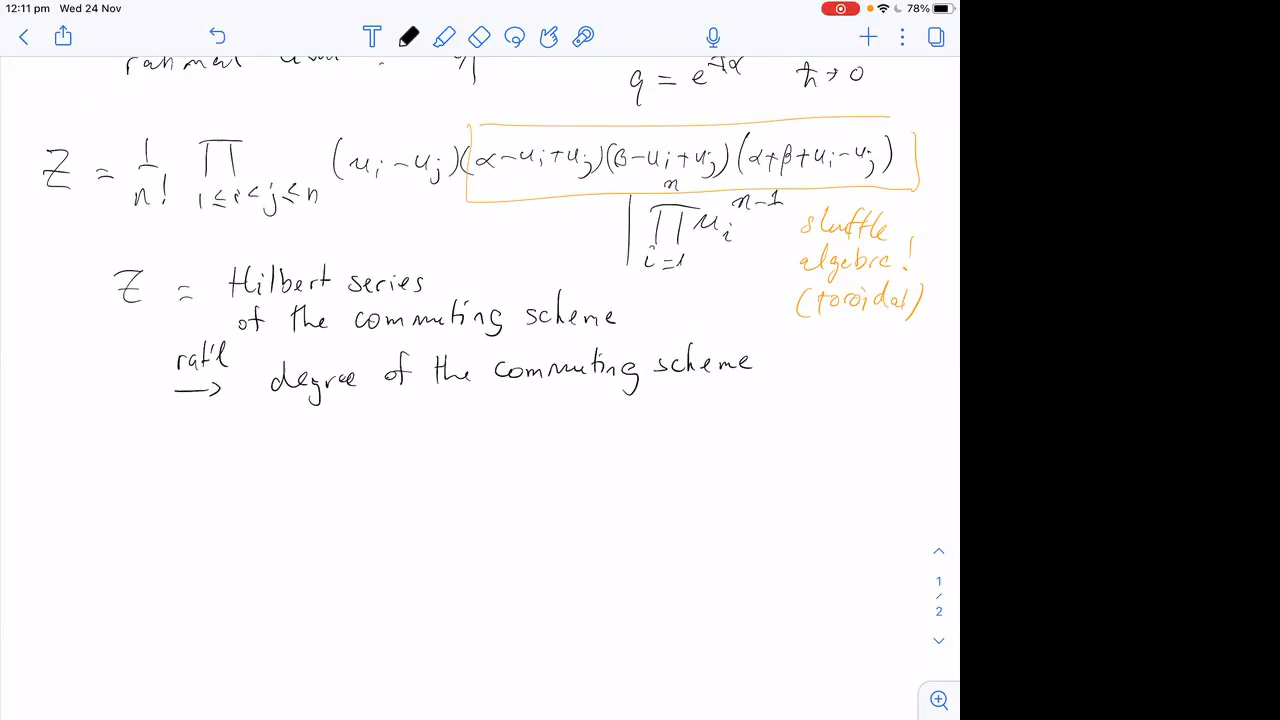 12:11 pm Wed 24 Nov
78%
T
rational
q = e^{-ħα} ħ → 0
Z = 1/n! ∏_{1≤i<j≤n} (u_i - u_j)(α - u_i + u_j)(β - u_i + u_j)(α+β+u_i - u_j) |_{∏_{i=1}^{n} u_i^{n-1}}
shuffle
algebra!
(toroidal)
Z = Hilbert series
of the commuting scheme
rat'l
→ degree of the commuting scheme
1
/
2